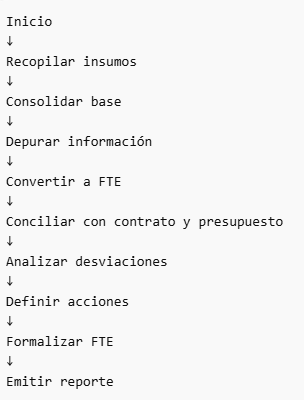 Inicio
↓
Recopilar insumos
↓
Consolidar base
↓
Depurar información
↓
Convertir a FTE
↓
Conciliar con contrato y presupuesto
↓
Analizar desviaciones
↓
Definir acciones
↓
Formalizar FTE
↓
Emitir reporte